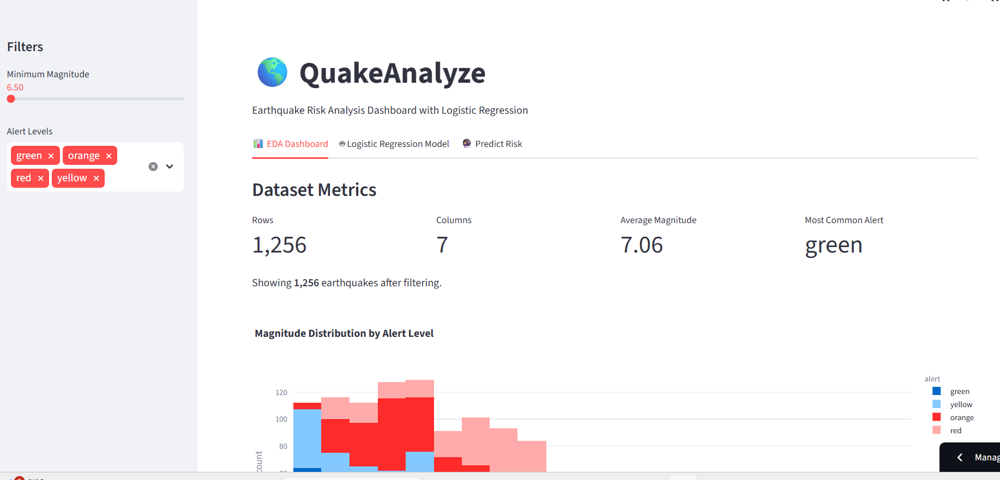 Filters
Minimum Magnitude
6.50
Alert Levels
green
orange
red
yellow
QuakeAnalyze
Earthquake Risk Analysis Dashboard with Logistic Regression
EDA Dashboard
Logistic Regression Model
Predict Risk
Dataset Metrics
Rows
Columns
Average Magnitude
Most Common Alert
1,256
7
7.06
green
Showing 1,256 earthquakes after filtering.
Magnitude Distribution by Alert Level
120
100
80
count
alert
green
yellow
orange
red
Manag